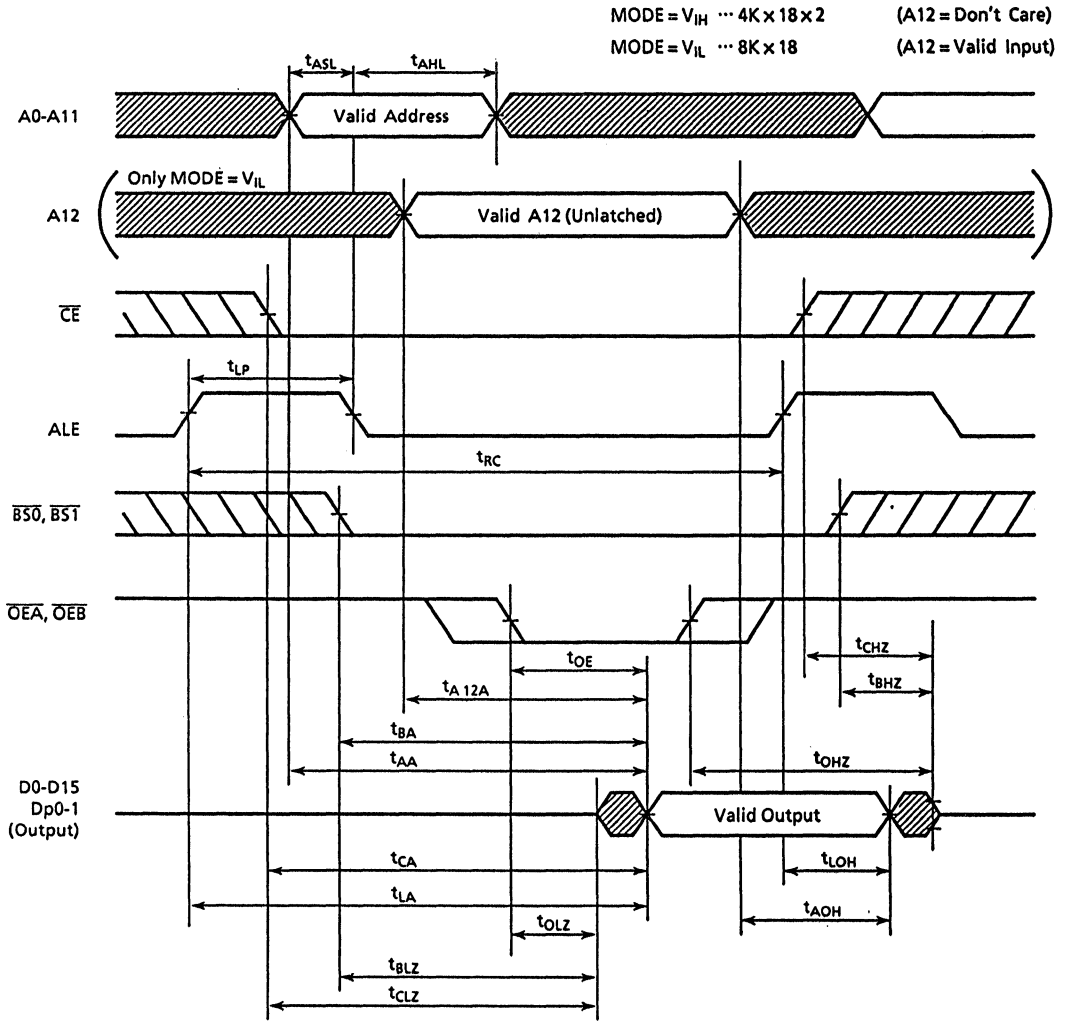 MODE = VIH ··· 4K x 18 x 2 (A12 = Don't Care)
MODE = VIL ··· 8K x 18 (A12 = Valid Input)
tASL tAHL
A0-A11 Valid Address
Only MODE = VIL
A12 Valid A12 (Unlatched)
CE
tLP
ALE
tRC
BS0, BS1
OEA, OEB
tOE tCHZ
tA 12A tBHZ
tBA
tAA tOHZ
D0-D15
Dp0-1
(Output)
Valid Output
tCA tLOH
tLA tAOH
tOLZ
tBLZ
tCLZ